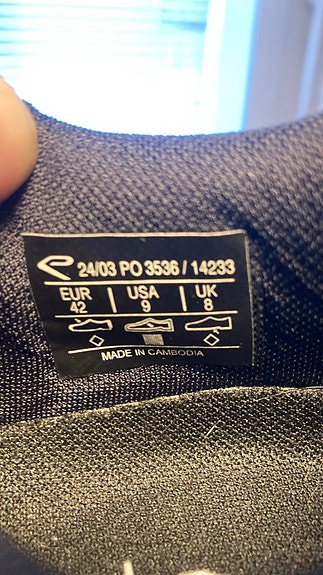 24/03 PO 3536 / 14233
EUR | USA | UK
42 | 9 | 8
MADE IN CAMBODIA